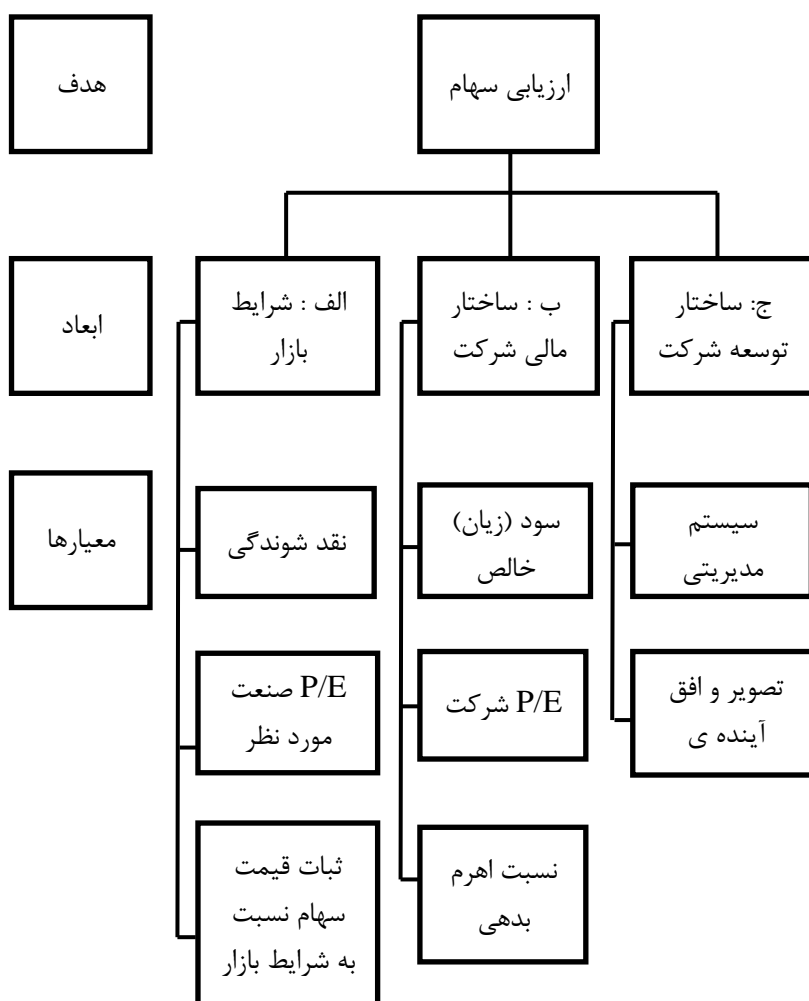 هدف
ارزیابی سهام
ابعاد
الف : شرایط
بازار
ب : ساختار
مالی شرکت
ج: ساختار
توسعه شرکت
معیارها
نقد شوندگی
سود (زیان)
خالص
سیستم
مدیریتی
P/E صنعت
مورد نظر
P/E شرکت
تصویر و افق
آینده ی
ثبات قیمت
سهام نسبت
به شرایط بازار
نسبت اهرم
بدهی